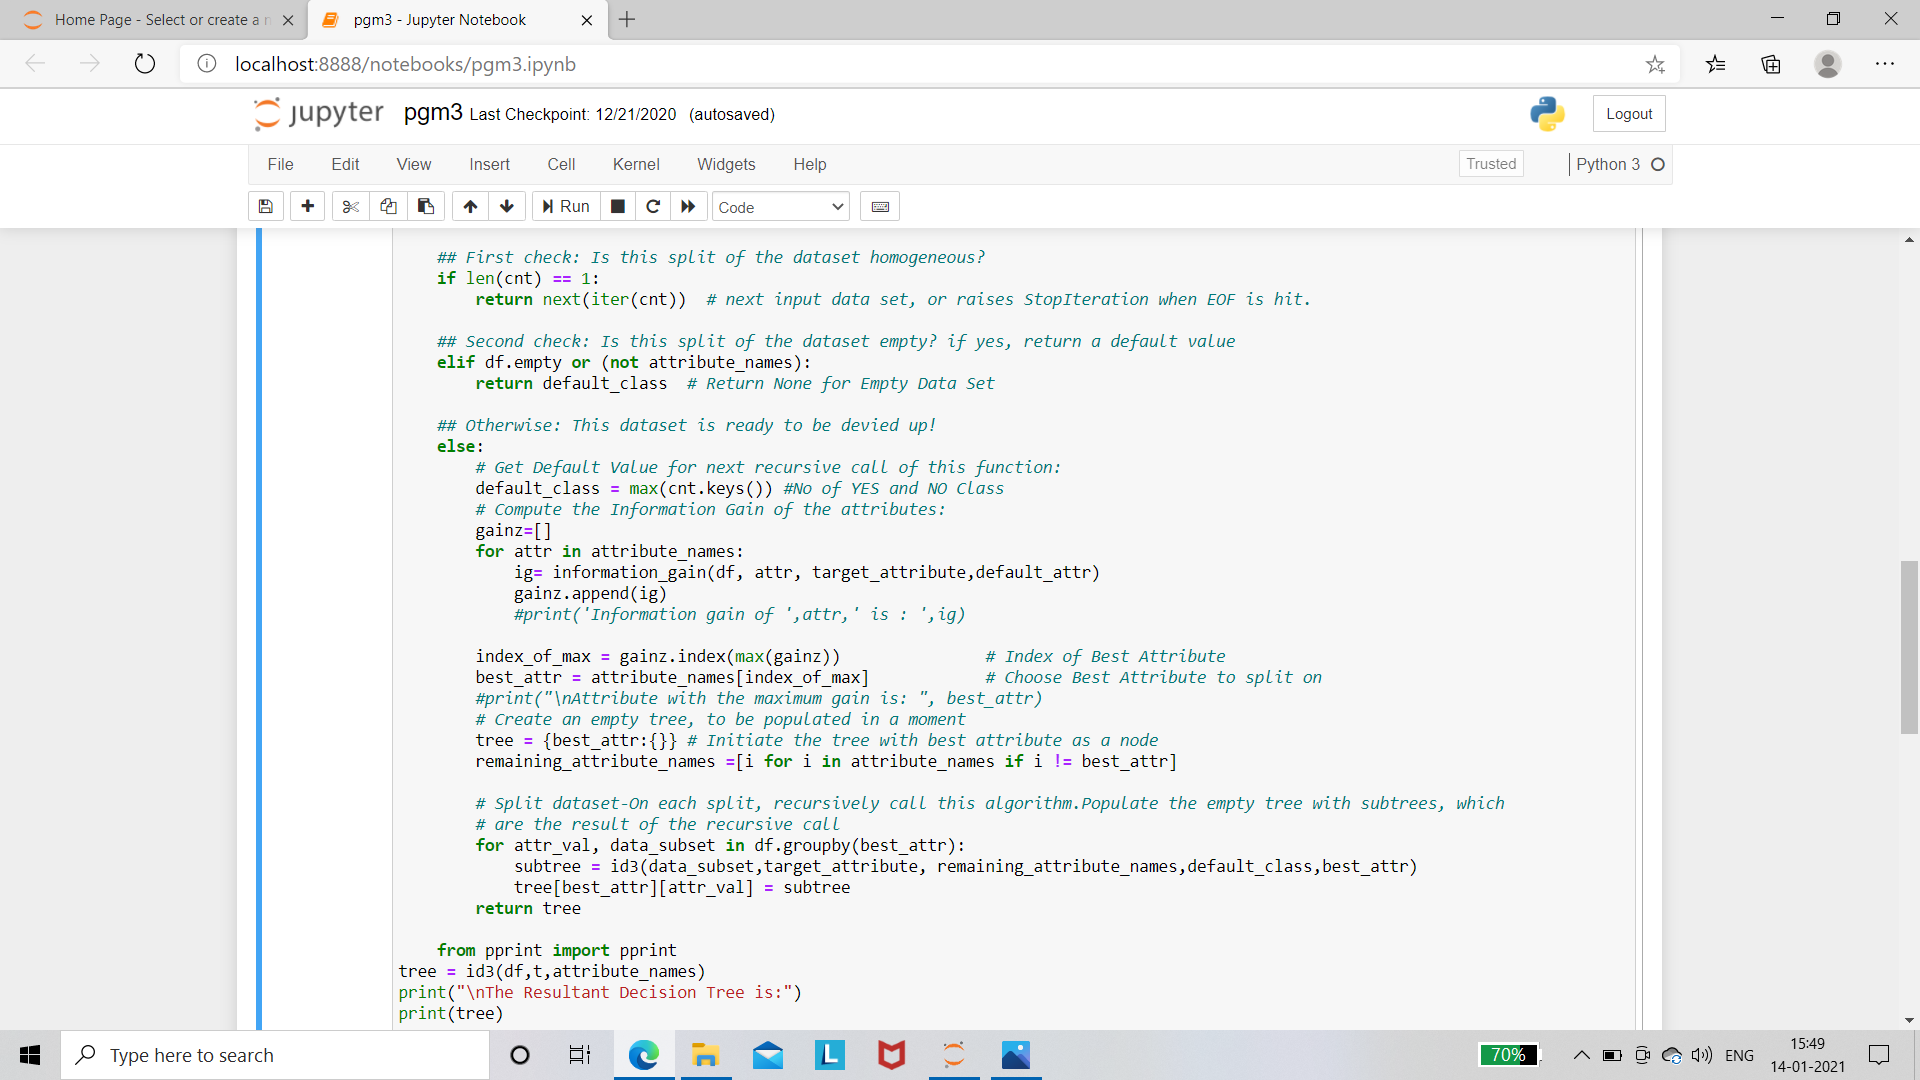 Home Page - Select or create a n
pgm3 - Jupyter Notebook
localhost:8888/notebooks/pgm3.ipynb
jupyter pgm3 Last Checkpoint: 12/21/2020 (autosaved)
Logout
File Edit View Insert Cell Kernel Widgets Help
Trusted
Python 3
Run
Code
## First check: Is this split of the dataset homogeneous?
if len(cnt) == 1:
return next(iter(cnt)) # next input data set, or raises StopIteration when EOF is hit.
## Second check: Is this split of the dataset empty? if yes, return a default value
elif df.empty or (not attribute_names):
return default_class # Return None for Empty Data Set
## Otherwise: This dataset is ready to be devied up!
else:
# Get Default Value for next recursive call of this function:
default_class = max(cnt.keys()) #No of YES and NO Class
# Compute the Information Gain of the attributes:
gainz=[]
for attr in attribute_names:
ig= information_gain(df, attr, target_attribute,default_attr)
gainz.append(ig)
#print('Information gain of ',attr,' is : ',ig)
index_of_max = gainz.index(max(gainz)) # Index of Best Attribute
best_attr = attribute_names[index_of_max] # Choose Best Attribute to split on
#print("\nAttribute with the maximum gain is: ", best_attr)
# Create an empty tree, to be populated in a moment
tree = {best_attr:{}} # Initiate the tree with best attribute as a node
remaining_attribute_names =[i for i in attribute_names if i != best_attr]
# Split dataset-On each split, recursively call this algorithm.Populate the empty tree with subtrees, which
# are the result of the recursive call
for attr_val, data_subset in df.groupby(best_attr):
subtree = id3(data_subset,target_attribute, remaining_attribute_names,default_class,best_attr)
tree[best_attr][attr_val] = subtree
return tree
from pprint import pprint
tree = id3(df,t,attribute_names)
print("\nThe Resultant Decision Tree is:")
print(tree)
Type here to search
L
70%
ENG
15:49
14-01-2021